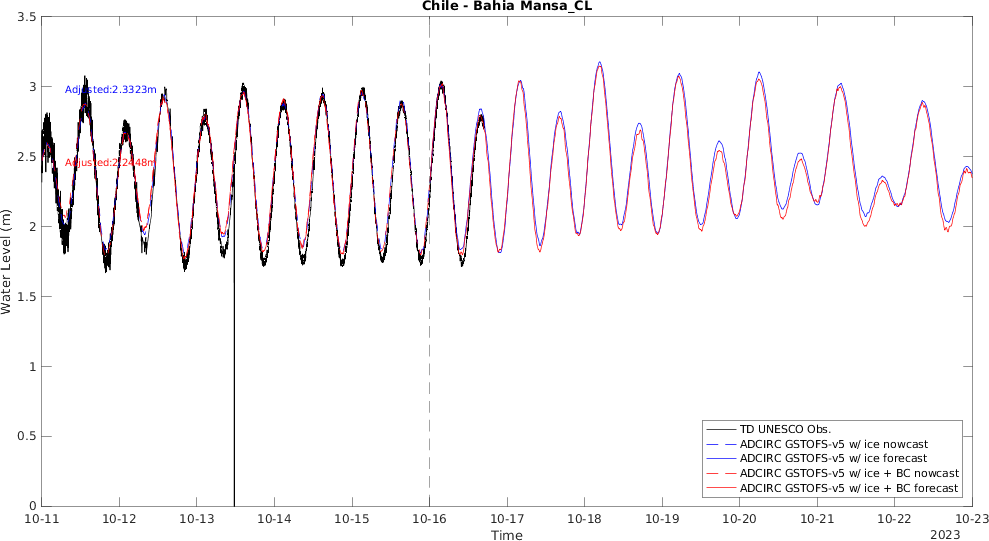 Chile - Bahia Mansa_CL
3.5
3
2.5
2
1.5
1
0.5
0
Water Level (m)
Adjusted:2.3323m
Adjusted:2.2448m
TD UNESCO Obs.
ADCIRC GSTOFS-v5 w/ ice nowcast
ADCIRC GSTOFS-v5 w/ ice forecast
ADCIRC GSTOFS-v5 w/ ice + BC nowcast
ADCIRC GSTOFS-v5 w/ ice + BC forecast
10-11 10-12 10-13 10-14 10-15 10-16 10-17 10-18 10-19 10-20 10-21 10-22 10-23
Time
2023